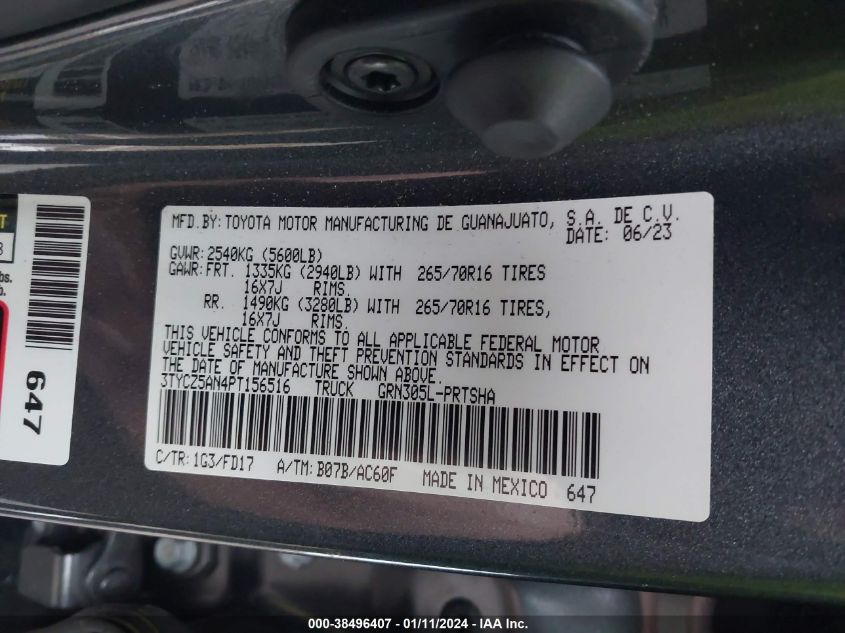 MFD.BY:TOYOTA MOTOR MANUFACTURING DE GUANAJUATO, S.A. DE C.V.
DATE: 06/23
GVWR:2540KG (5600LB)
GAWR:FRT. 1335KG (2940LB) WITH 265/70R16 TIRES
16X7J RIMS.
RR. 1490KG (3280LB) WITH 265/70R16 TIRES,
16X7J RIMS.
THIS VEHICLE CONFORMS TO ALL APPLICABLE FEDERAL MOTOR
VEHICLE SAFETY AND THEFT PREVENTION STANDARDS IN EFFECT ON
THE DATE OF MANUFACTURE SHOWN ABOVE.
3TYCZ5AN4PT156516 TRUCK GRN305L-PRTSHA
C/TR:1G3/FD17 A/TM:B07B/AC60F MADE IN MEXICO 647
647
000-38496407 - 01/11/2024 - IAA Inc.